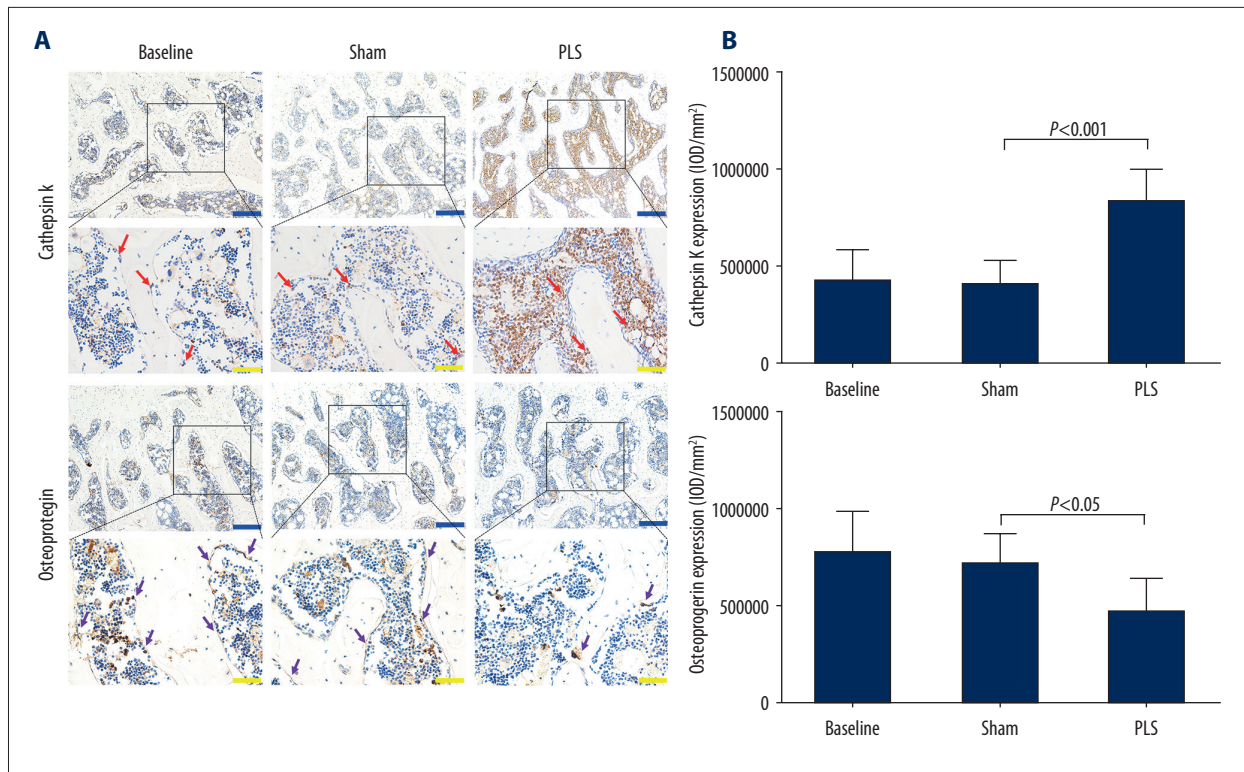 A
Baseline
Sham
PLS
Cathepsin k
Osteoprotegin
B
Cathepsin K expression (IOD/mm²)
1500000
1000000
500000
0
P<0.001
Baseline
Sham
PLS
Osteoprogerin expression (IOD/mm²)
1500000
1000000
500000
0
P<0.05
Baseline
Sham
PLS